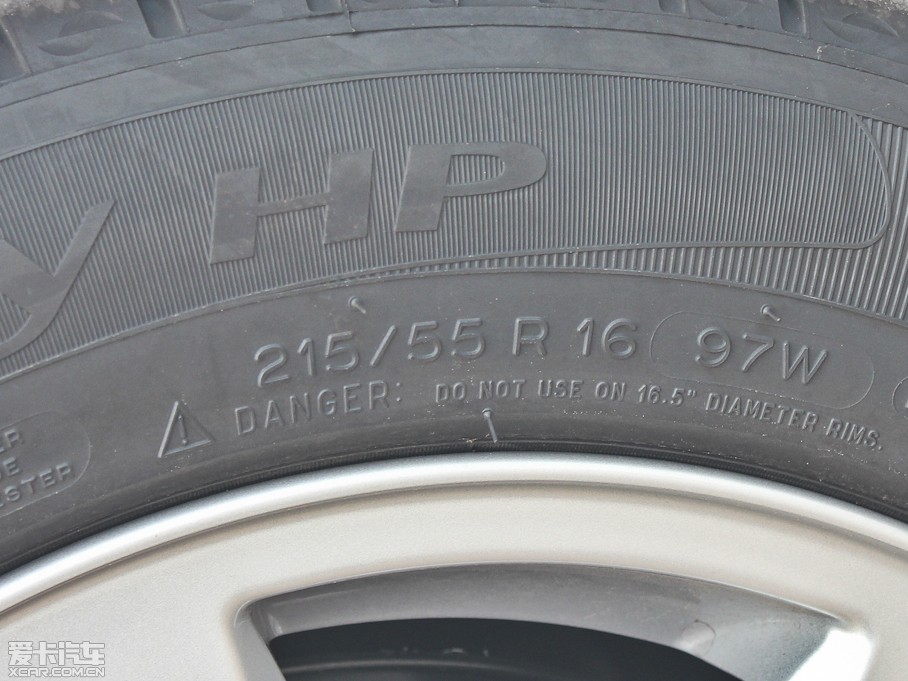 y HP
215/55 R 16 97W
DANGER: DO NOT USE ON 16.5" DIAMETER RIMS.
爱卡汽车
XCAR.COM.CN